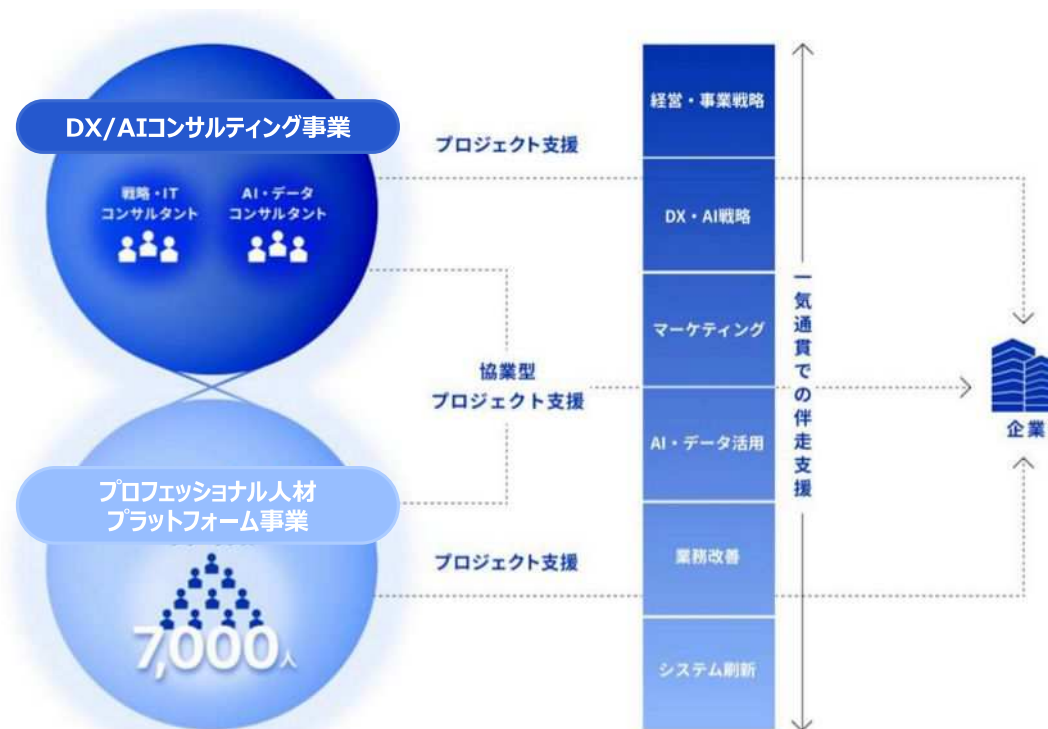 DX/AIコンサルティング事業
戦略・IT
コンサルタント
AI・データ
コンサルタント
プロフェッショナル人材
プラットフォーム事業
7,000人
プロジェクト支援
協業型
プロジェクト支援
プロジェクト支援
経営・事業戦略
DX・AI戦略
マーケティング
AI・データ活用
業務改善
システム刷新
一気通貫での伴走支援
企業